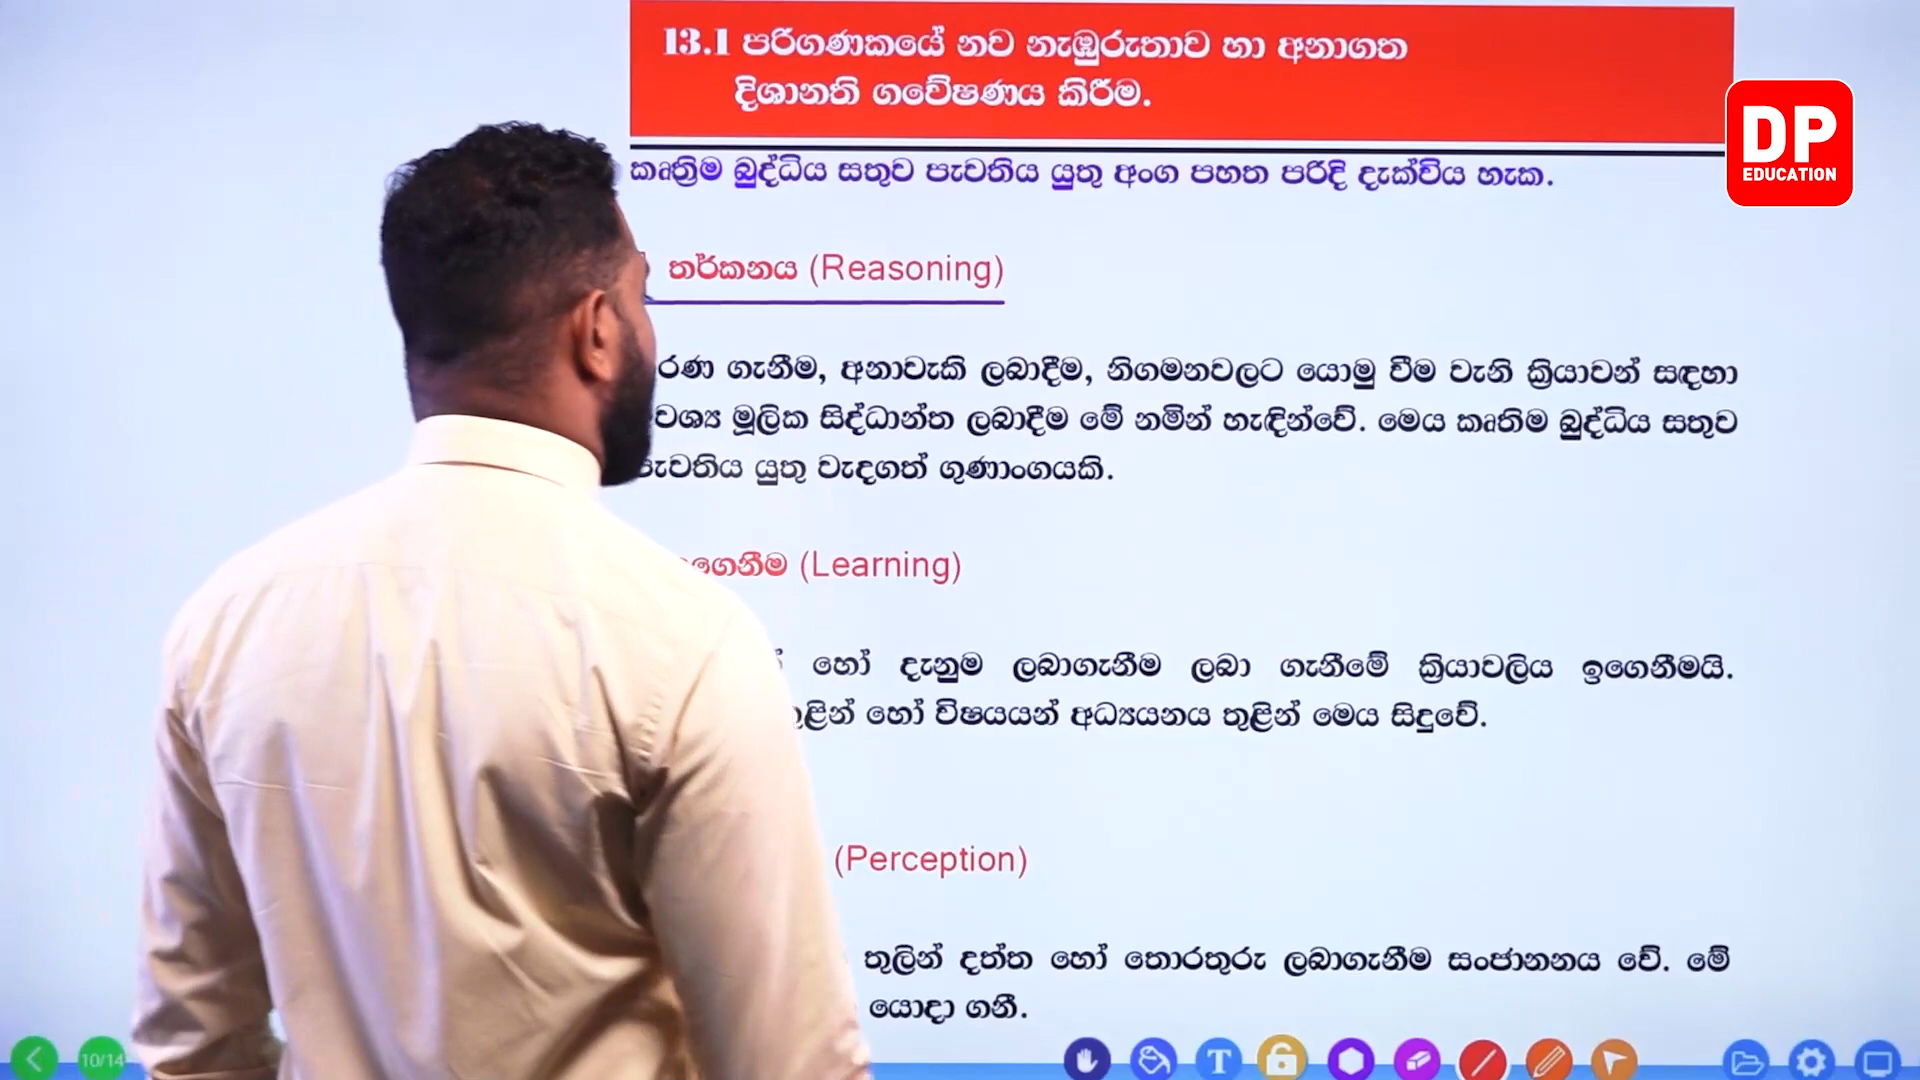 13.1 පරිගණකයේ නව නැඹුරුතාව හා අනාගත
දිශානති ගවේෂණය කිරීම.
DP
EDUCATION
කෘත්‍රිම බුද්ධිය සතුව පැවතිය යුතු අංග පහත පරිදි දැක්විය හැක.
තර්කනය (Reasoning)
ගැනීම, අනාවැකි ලබාදීම, නිගමනවලට යොමු වීම වැනි ක්‍රියාවන් සඳහා
මූලික සිද්ධාන්ත ලබාදීම මේ නමින් හැඳින්වේ. මෙය කෘතිම බුද්ධිය සතුව
පැවතිය යුතු වැදගත් ගුණාංගයකි.
(Learning)
හෝ දැනුම ලබාගැනීම ලබා ගැනීමේ ක්‍රියාවලිය ඉගෙනීමයි.
හෝ විෂයයන් අධ්‍යයනය තුළින් මෙය සිදුවේ.
(Perception)
තුලින් දත්ත හෝ තොරතුරු ලබාගැනීම සංජානනය වේ. මේ
යොදා ගනී.
10/14